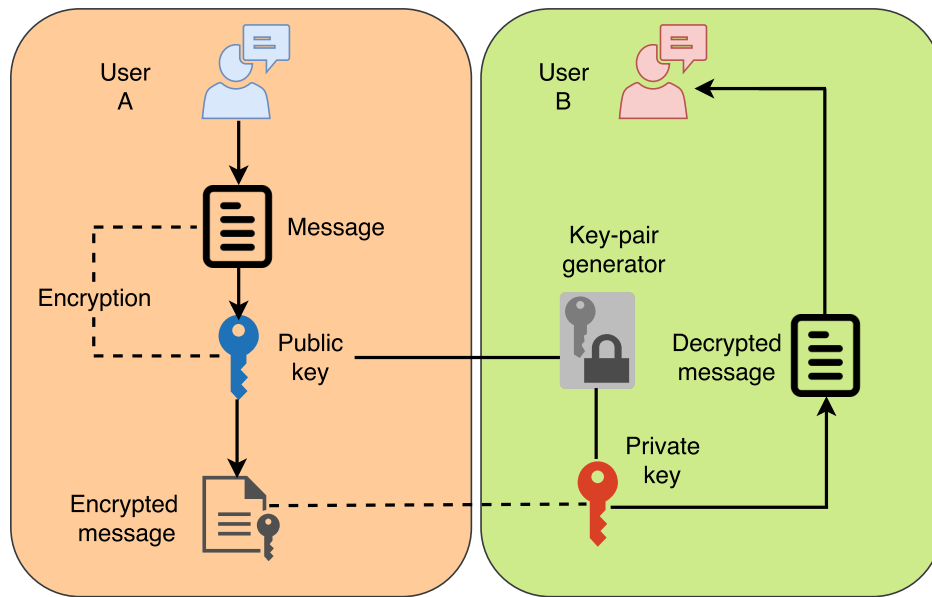 User
A
Message
Encryption
Public
key
Encrypted
message
User
B
Key-pair
generator
Decrypted
message
Private
key